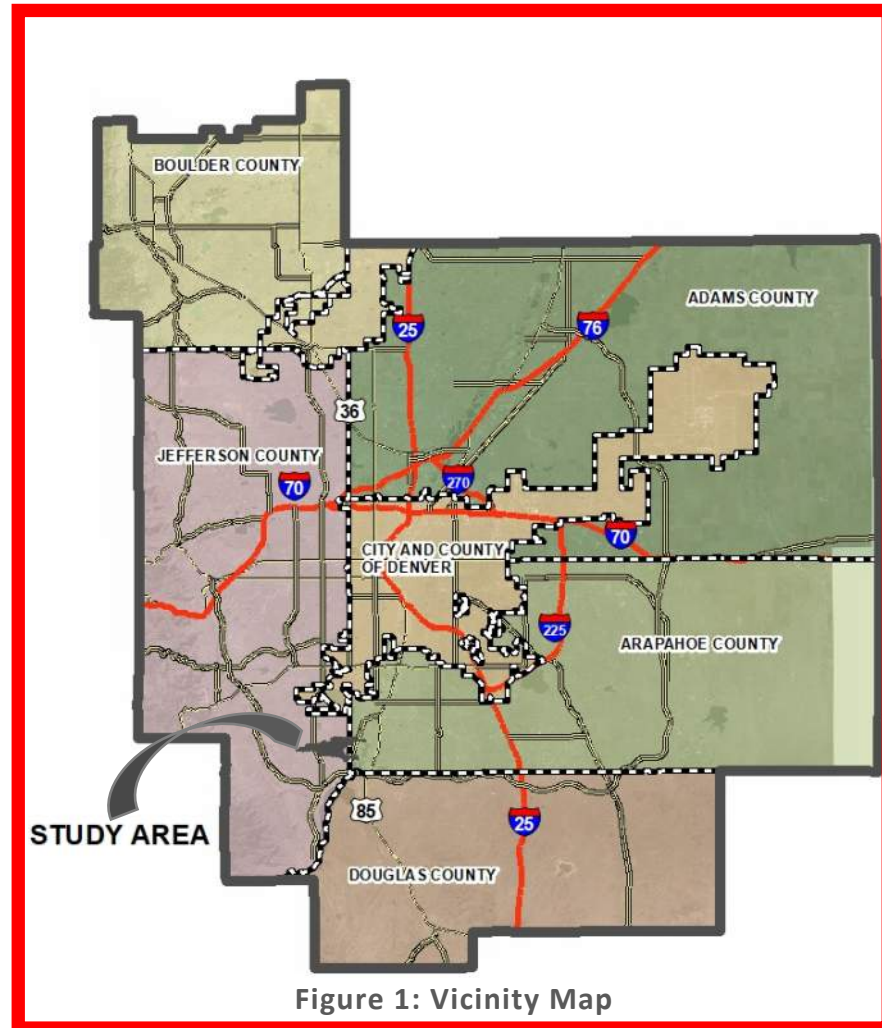 BOULDER COUNTY
ADAMS COUNTY
25
76
36
JEFFERSON COUNTY
70
270
70
CITY AND COUNTY
OF DENVER
225
ARAPAHOE COUNTY
STUDY AREA
85
25
DOUGLAS COUNTY
Figure 1: Vicinity Map